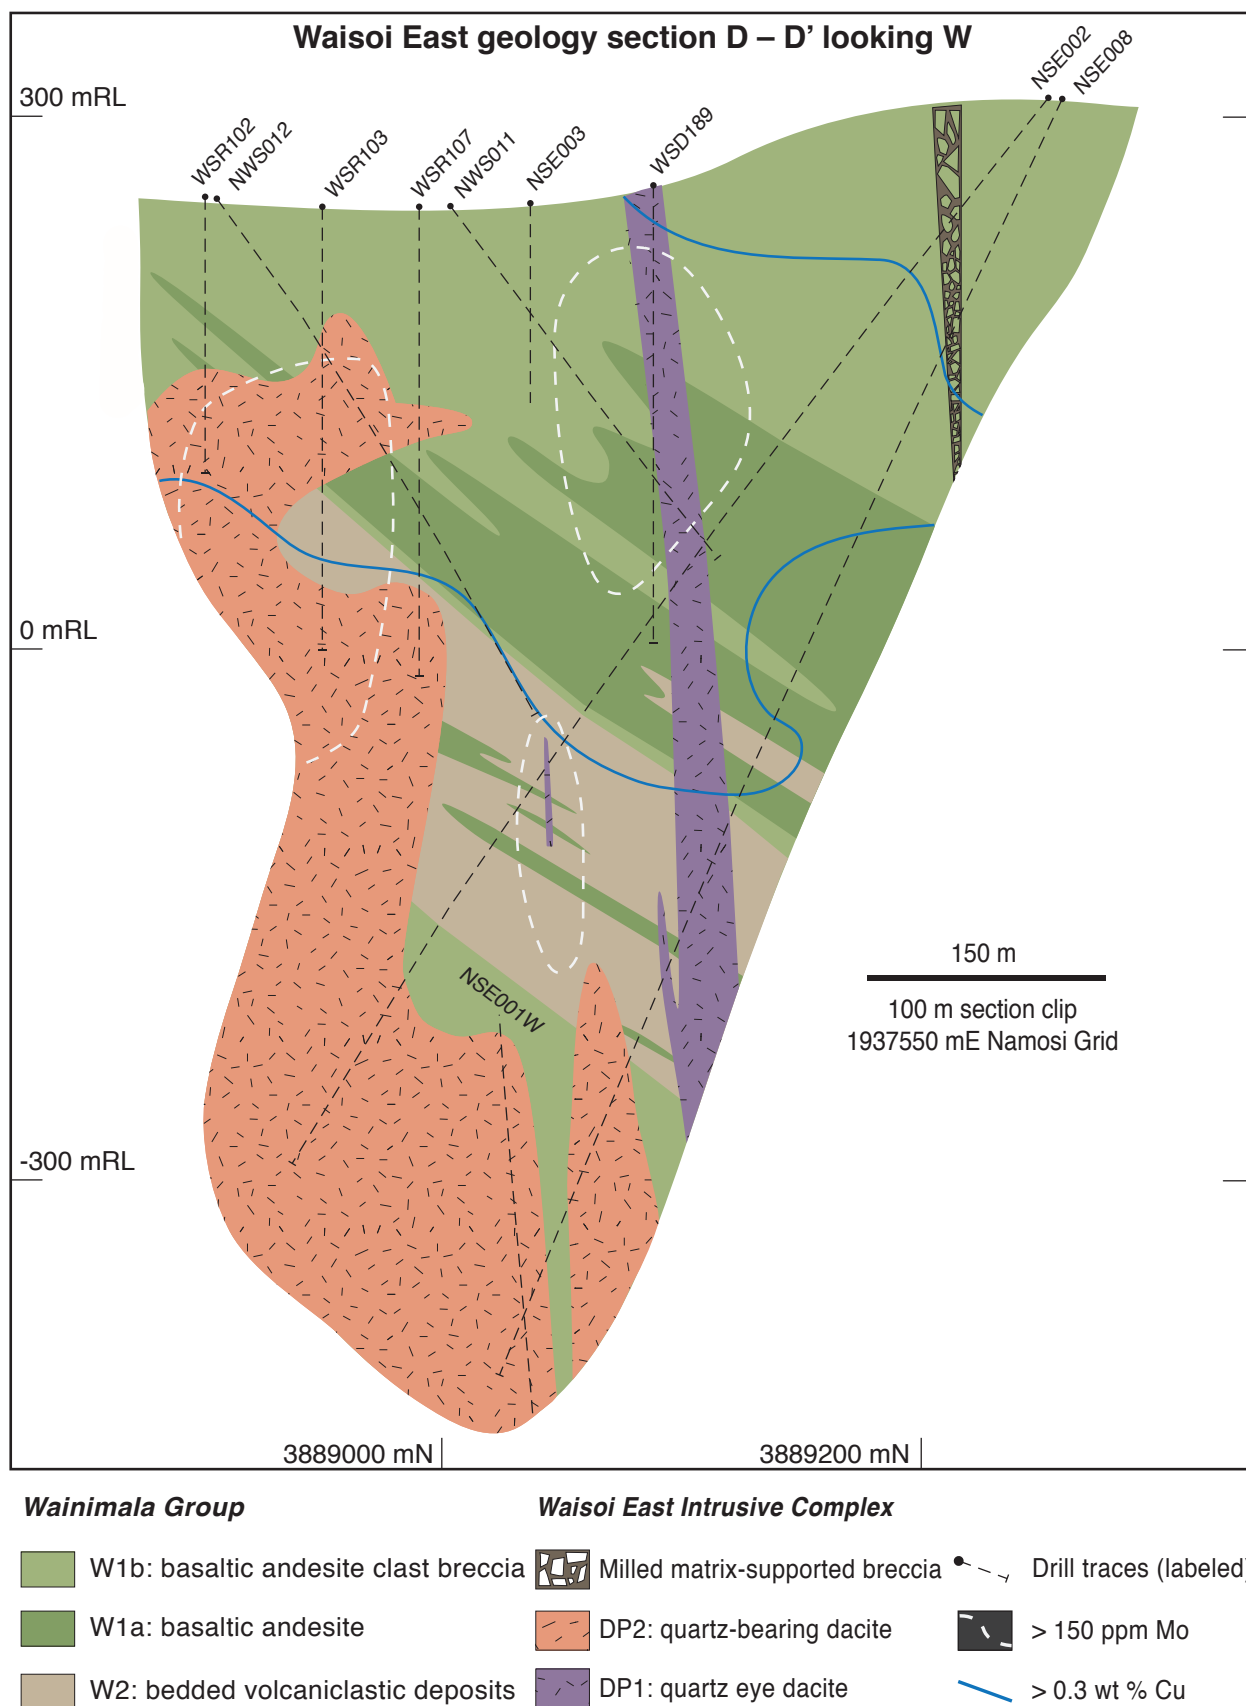 Waisoi East geology section D – D’ looking W
NSE002
NSE008
300 mRL
WSR102
NWS012
WSR103
WSR107
NWS011
NSE003
WSD189
0 mRL
150 m
100 m section clip
1937550 mE Namosi Grid
NSE001W
-300 mRL
3889000 mN
3889200 mN
Wainimala Group
W1b: basaltic andesite clast breccia
W1a: basaltic andesite
W2: bedded volcaniclastic deposits
Waisoi East Intrusive Complex
Milled matrix-supported breccia
DP2: quartz-bearing dacite
DP1: quartz eye dacite
Drill traces (labeled)
> 150 ppm Mo
> 0.3 wt % Cu